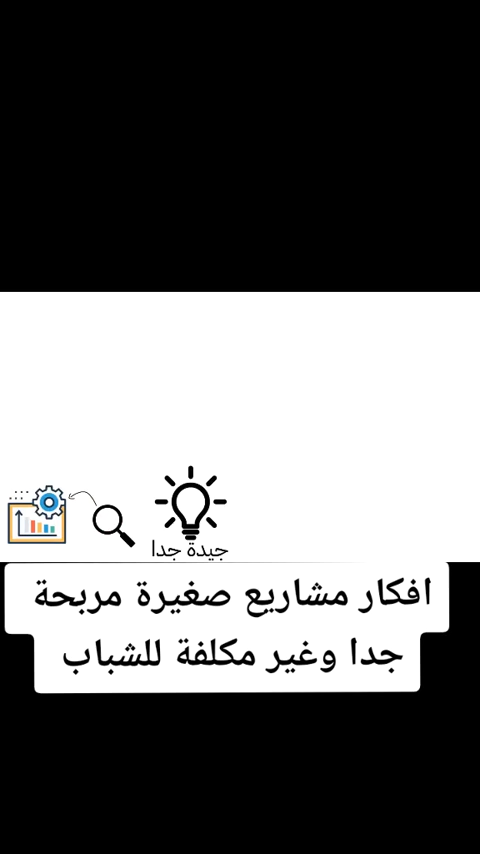 جيدة جدا
افكار مشاريع صغيرة مربحة
جدا وغير مكلفة للشباب